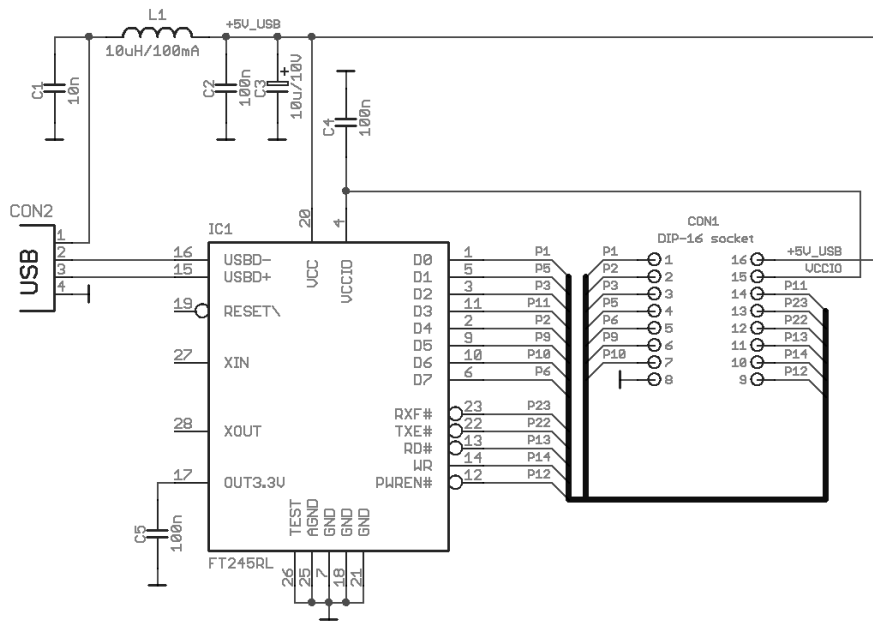 L1
+5V_USB
10uH/100mA
C1
10n
C2
100n
C3
+
10u/10V
C4
100n
CON2
USB
1
2
3
4
IC1
20
4
16
USBD-
15
USBD+
19
RESET\
27
XIN
28
XOUT
17
OUT3.3V
VCC
VCCIO
D0
1
P1
D1
5
P5
D2
3
P3
D3
11
P11
D4
2
P2
D5
9
P9
D6
10
P10
D7
6
P6
RXF#
23
P23
TXE#
22
P22
RD#
13
P13
WR
14
P14
PWREN#
12
P12
TEST
AGND
GND
GND
GND
26
25
7
18
21
FT245RL
C5
100n
CON1
DIP-16 socket
P1
1
16
+5V_USB
P2
2
15
VCCIO
P3
3
14
P11
P5
4
13
P23
P6
5
12
P22
P9
6
11
P13
P10
7
10
P14
8
9
P12